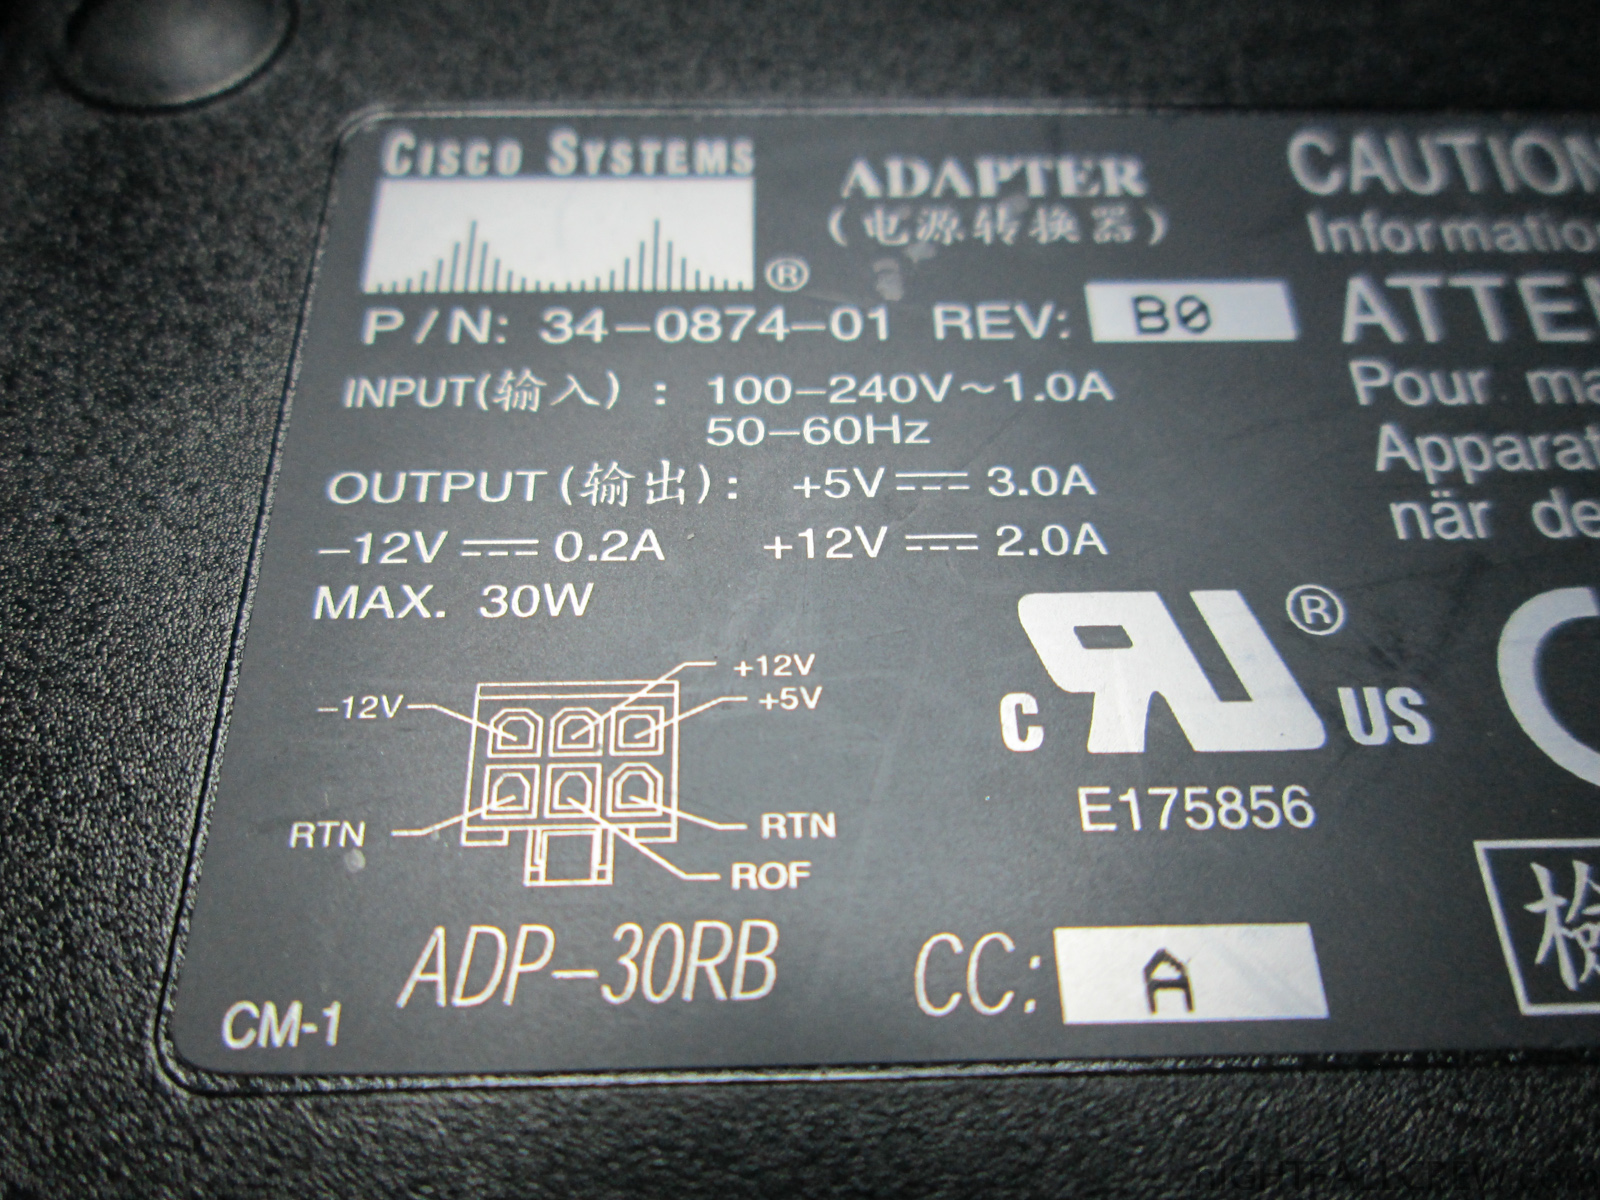 CISCO SYSTEMS
®
ADAPTER
(电源转换器)
P/N: 34-0874-01 REV: B0
INPUT(输入) : 100-240V~1.0A
50-60Hz
OUTPUT(输出): +5V⎓3.0A
-12V⎓0.2A +12V⎓2.0A
MAX. 30W
+12V
-12V
+5V
RTN
RTN
ROF
ADP-30RB
CM-1
CC: A
CAUTION
Informatio
ATTEN
Pour ma
Apparat
när de
®
C
US
E175856
C
檢